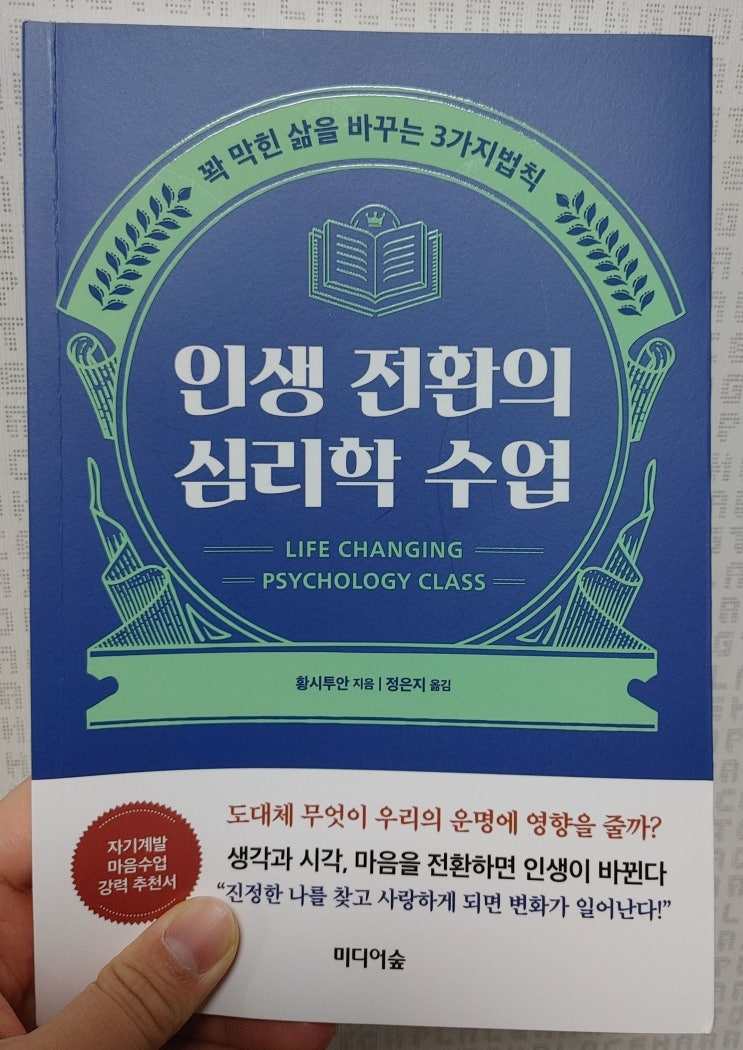 꽉 막힌 삶을 바꾸는 3가지법칙
인생 전환의
심리학 수업
LIFE CHANGING
PSYCHOLOGY CLASS
황시투안 지음 | 정은지 옮김
도대체 무엇이 우리의 운명에 영향을 줄까?
생각과 시각, 마음을 전환하면 인생이 바뀐다
“진정한 나를 찾고 사랑하게 되면 변화가 일어난다!”
자기계발
마음수업
강력 추천서
미디어숲